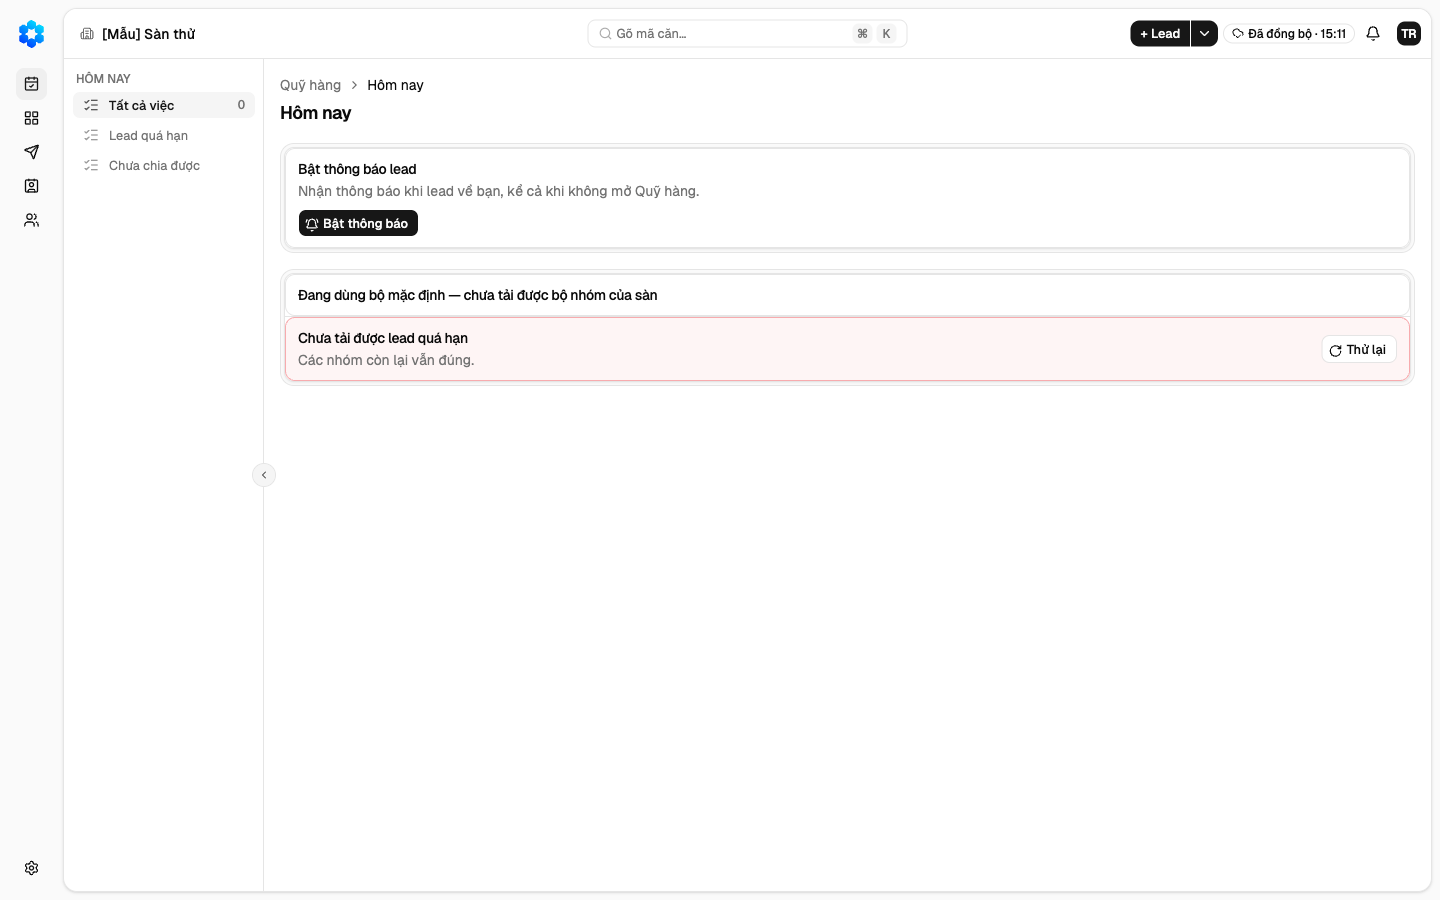 [Mẫu] Sàn thử
Gõ mã căn...
⌘ K
+ Lead
Đã đồng bộ · 15:11
TR
HÔM NAY
Tất cả việc 0
Lead quá hạn
Chưa chia được
Quỹ hàng > Hôm nay
Hôm nay
Bật thông báo lead
Nhận thông báo khi lead về bạn, kể cả khi không mở Quỹ hàng.
Bật thông báo
Đang dùng bộ mặc định — chưa tải được bộ nhóm của sàn
Chưa tải được lead quá hạn
Các nhóm còn lại vẫn đúng.
Thử lại